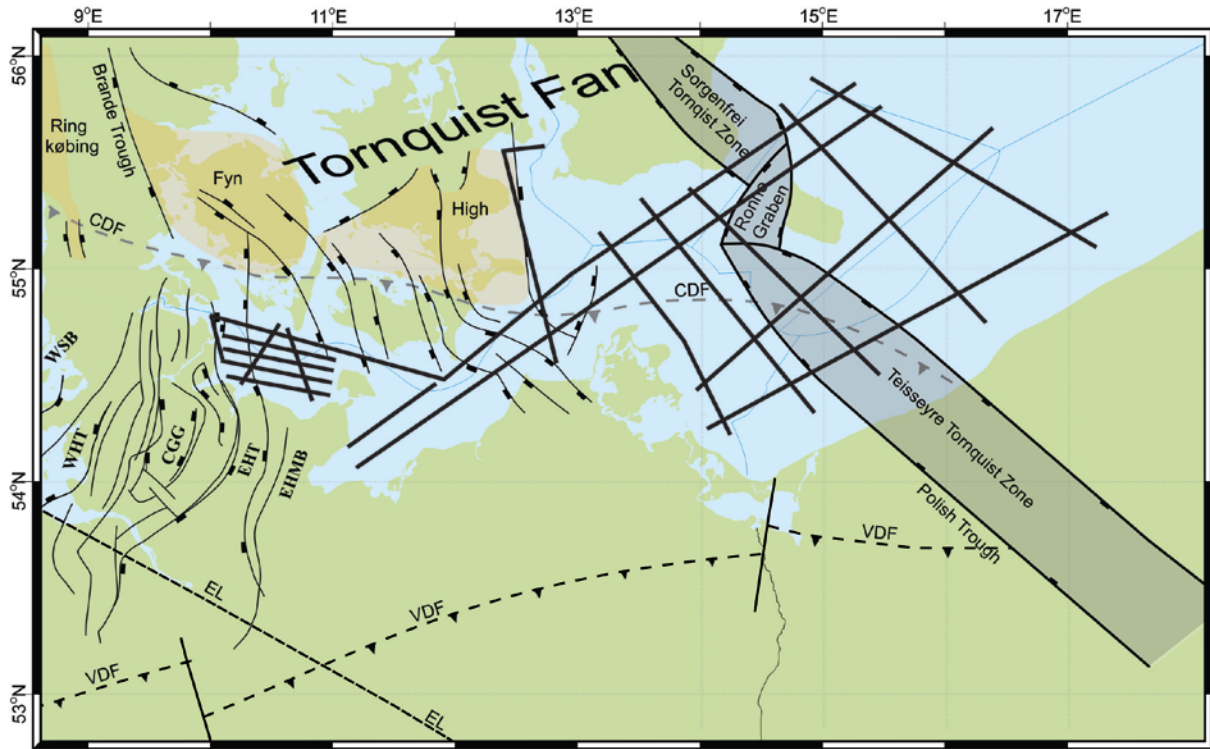 9°E
11°E
13°E
15°E
17°E
56°N
55°N
54°N
53°N
Brande Trough
Ring
købing
Fyn
High
Tornquist Fan
Sorgenfrei
Tornqist Zone
Ronne
Graben
CDF
CDF
WSB
WHT
CGG
EHT
EHMB
Teisseyre Tornquist Zone
Polish Trough
VDF
VDF
VDF
EL
EL